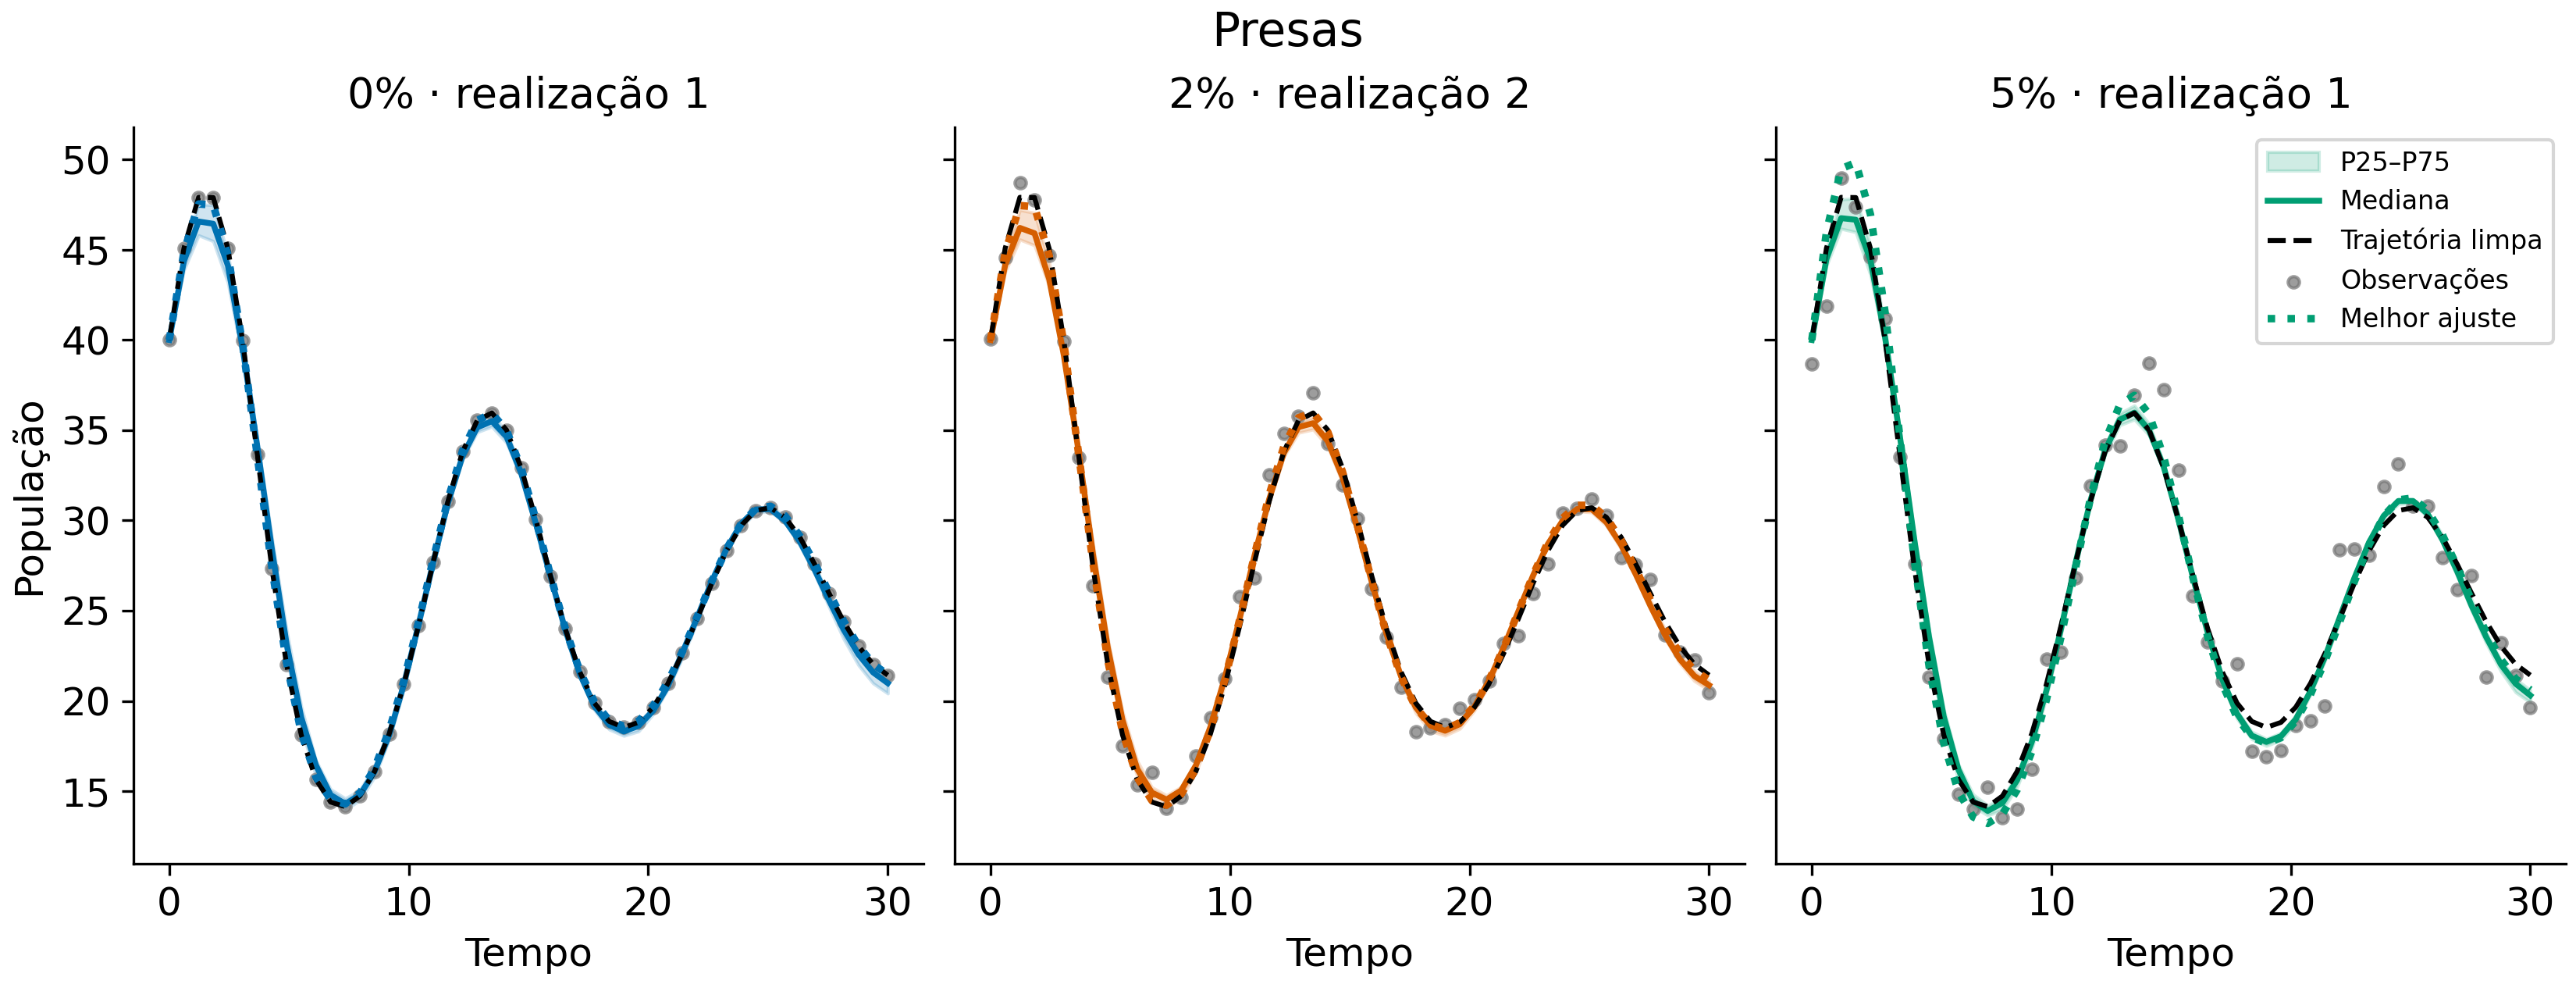 Presas
0% · realização 1
2% · realização 2
5% · realização 1
População
50
45
40
35
30
25
20
15
P25–P75
Mediana
Trajetória limpa
Observações
Melhor ajuste
0 10 20 30
0 10 20 30
0 10 20 30
Tempo
Tempo
Tempo